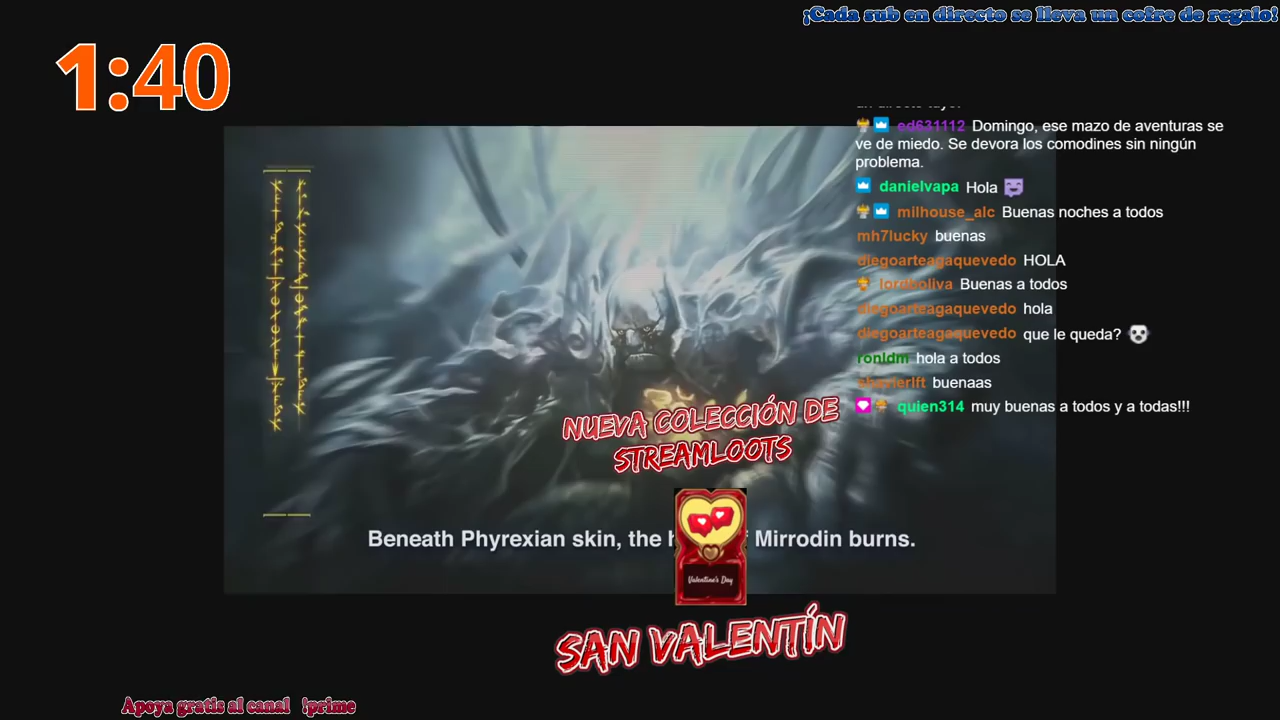 ¡Cada sub en directo se lleva un cofre de regalo!
1:40
ed631112 Domingo, ese mazo de aventuras se
ve de miedo. Se devora los comodines sin ningún
problema.
danielvapa Hola
milhouse_alc Buenas noches a todos
mh7lucky buenas
diegoarteagaquevedo HOLA
Buenas a todos
diegoarteagaquevedo hola
diegoarteagaquevedo que le queda?
ronldm hola a todos
buenaas
quien314 muy buenas a todos y a todas!!!
NUEVA COLECCIÓN DE
STREAMLOOTS
Beneath Phyrexian skin, the Mirrodin burns.
Valentine's Day
SAN VALENTÍN
Apoya gratis al canal !prime